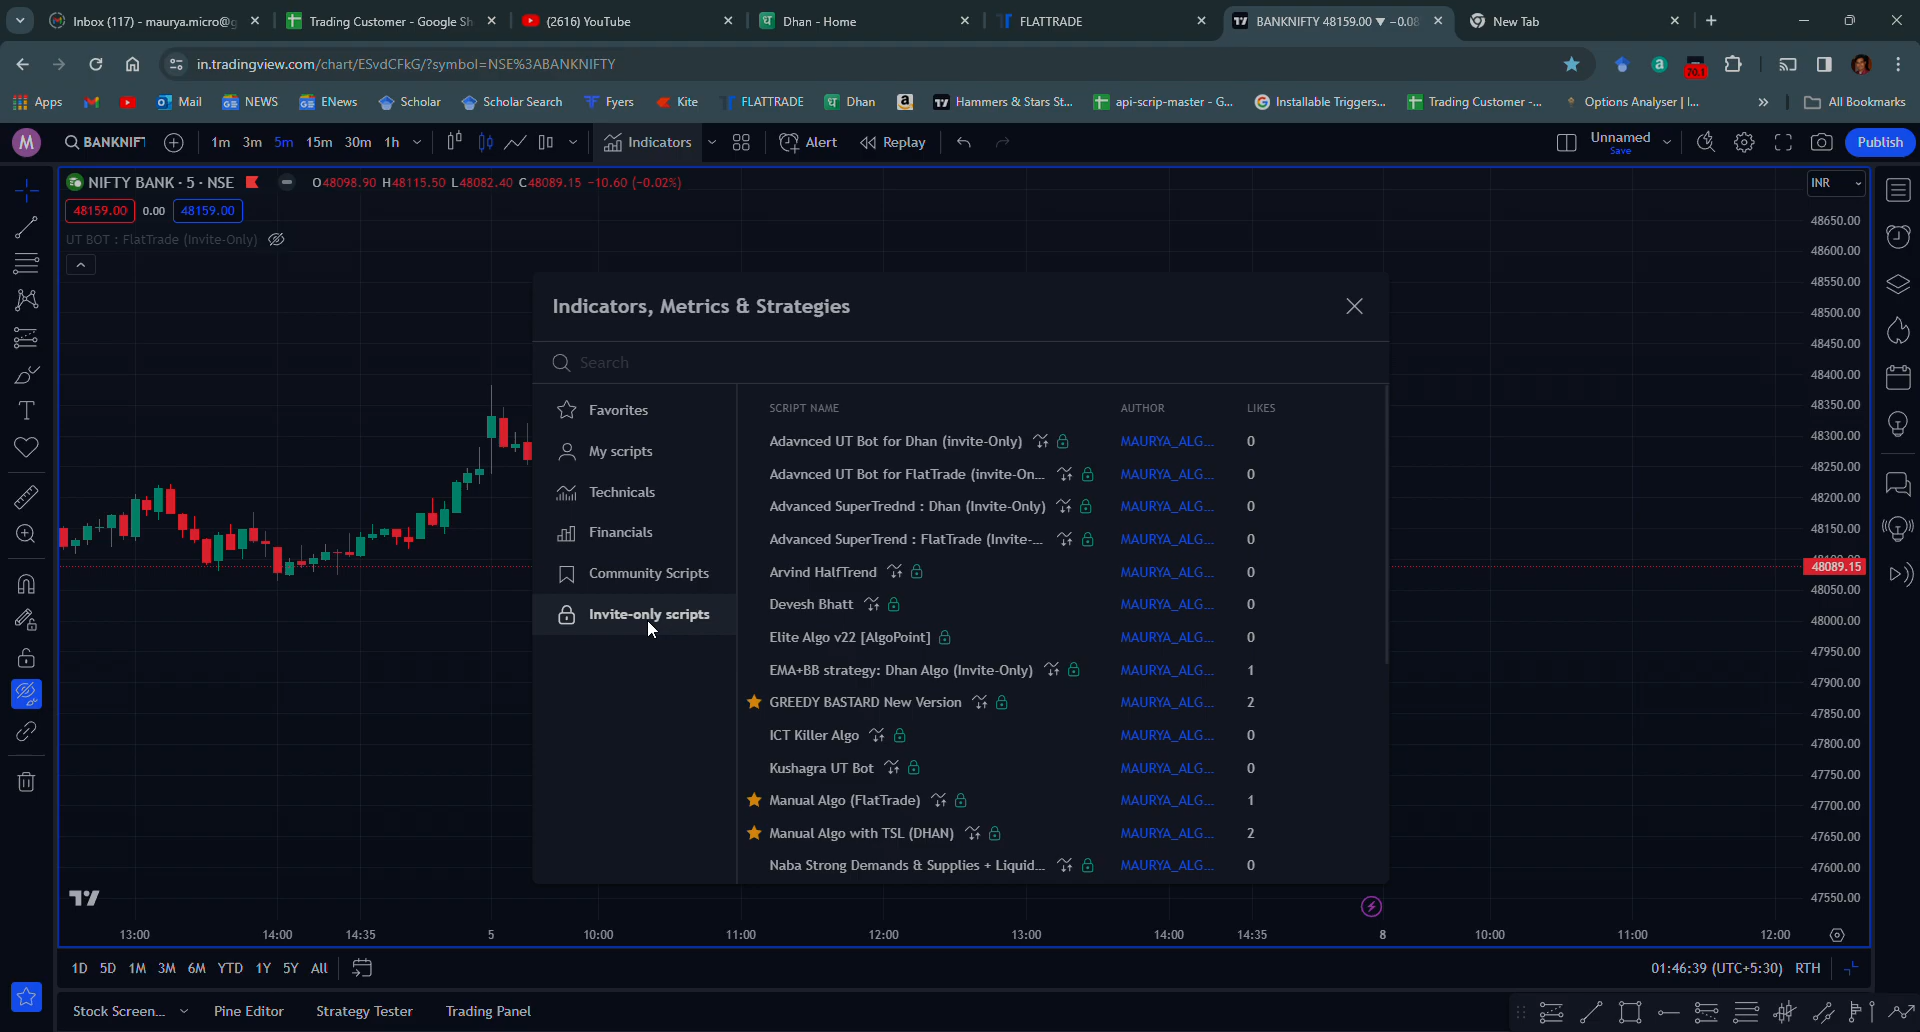 Inbox (117) - maurya.micro@g
Trading Customer - Google Sh
(2616) YouTube
Dhan - Home
FLATTRADE
BANKNIFTY 48159.00 ▼ −0.08
New Tab
in.tradingview.com/chart/ESvdCFkG/?symbol=NSE%3ABANKNIFTY
70.1
Apps
Mail
NEWS
ENews
Scholar
Scholar Search
Fyers
Kite
FLATTRADE
Dhan
Hammers & Stars St...
api-scrip-master - G...
Installable Triggers...
Trading Customer -...
Options Analyser | I...
All Bookmarks
M
BANKNIFT
1m 3m 5m 15m 30m 1h
Indicators
Alert
Replay
Unnamed
Save
Publish
NIFTY BANK · 5 · NSE
O48098.90 H48115.50 L48082.40 C48089.15 −10.60 (−0.02%)
INR
48159.00 0.00 48159.00
UT BOT : FlatTrade (Invite-Only)
Indicators, Metrics & Strategies
Search
Favorites
My scripts
Technicals
Financials
Community Scripts
Invite-only scripts
SCRIPT NAME AUTHOR LIKES
Adavnced UT Bot for Dhan (invite-Only) MAURYA_ALG... 0
Adavnced UT Bot for FlatTrade (invite-On... MAURYA_ALG... 0
Advanced SuperTrednd : Dhan (Invite-Only) MAURYA_ALG... 0
Advanced SuperTrend : FlatTrade (Invite-... MAURYA_ALG... 0
Arvind HalfTrend MAURYA_ALG... 0
Devesh Bhatt MAURYA_ALG... 0
Elite Algo v22 [AlgoPoint] MAURYA_ALG... 0
EMA+BB strategy: Dhan Algo (Invite-Only) MAURYA_ALG... 1
GREEDY BASTARD New Version MAURYA_ALG... 2
ICT Killer Algo MAURYA_ALG... 0
Kushagra UT Bot MAURYA_ALG... 0
Manual Algo (FlatTrade) MAURYA_ALG... 1
Manual Algo with TSL (DHAN) MAURYA_ALG... 2
Naba Strong Demands & Supplies + Liquid... MAURYA_ALG... 0
48650.00
48600.00
48550.00
48500.00
48450.00
48400.00
48350.00
48300.00
48250.00
48200.00
48150.00
48100.00
48089.15
48050.00
48000.00
47950.00
47900.00
47850.00
47800.00
47750.00
47700.00
47650.00
47600.00
47550.00
13:00 14:00 14:35 5 10:00 11:00 12:00 13:00 14:00 14:35 8 10:00 11:00 12:00
1D 5D 1M 3M 6M YTD 1Y 5Y All
01:46:39 (UTC+5:30) RTH
Stock Screen...
Pine Editor
Strategy Tester
Trading Panel